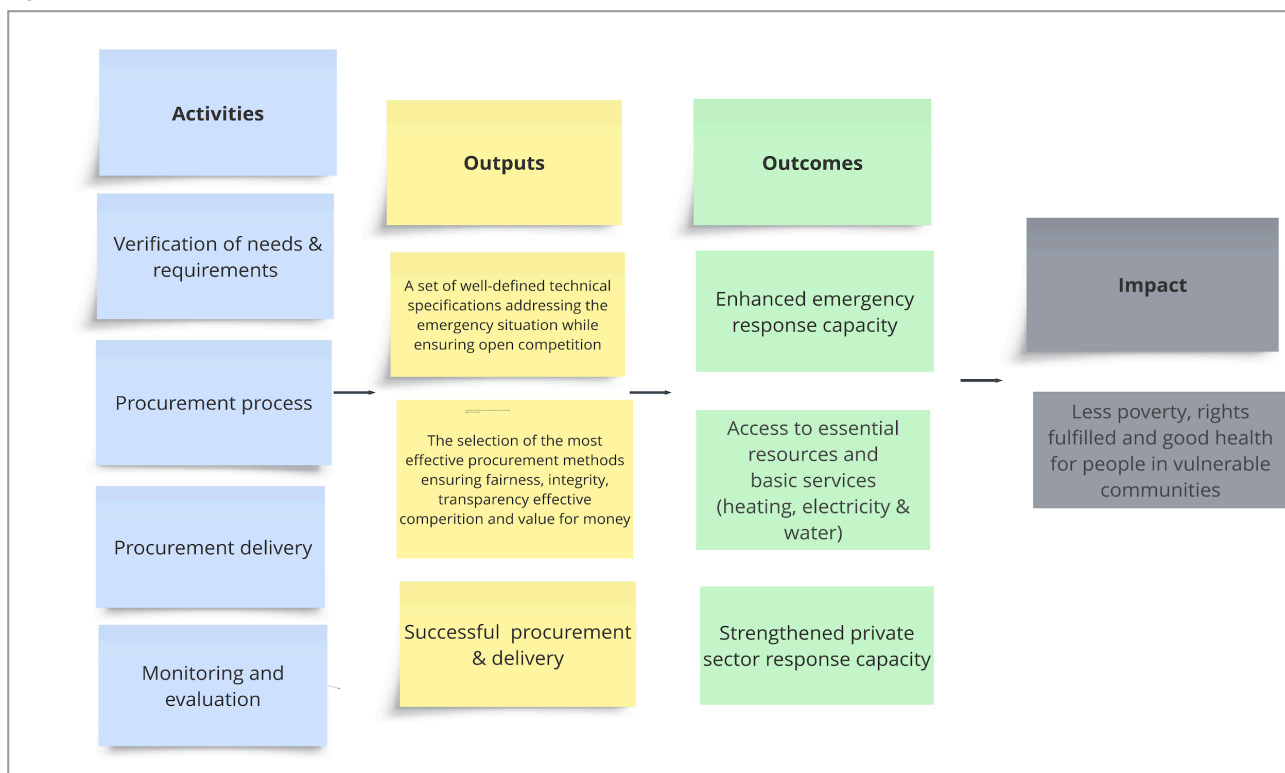 Activities
Verification of needs &
requirements
Procurement process
Procurement delivery
Monitoring and
evaluation
Outputs
A set of well-defined technical
specifications addressing the
emergency situation while
ensuring open competition
The selection of the most
effective procurement methods
ensuring fairness, integrity,
transparency effective
comperition and value for money
Successful procurement
& delivery
Outcomes
Enhanced emergency
response capacity
Access to essential
resources and
basic services
(heating, electricity &
water)
Strengthened private
sector response capacity
Impact
Less poverty, rights
fulfilled and good health
for people in vulnerable
communities